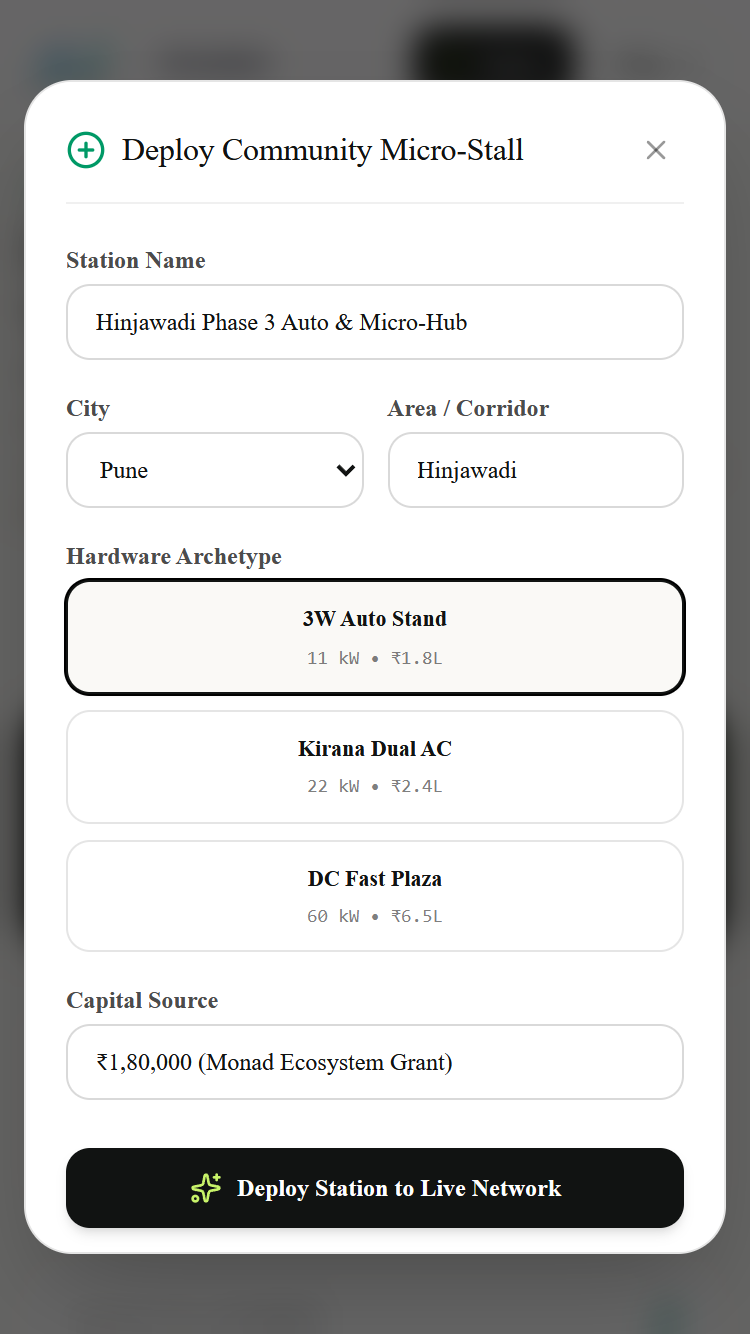 Deploy Community Micro-Stall
Station Name
Hinjawadi Phase 3 Auto & Micro-Hub
City
Area / Corridor
Pune
Hinjawadi
Hardware Archetype
3W Auto Stand
11 kW • ₹1.8L
Kirana Dual AC
22 kW • ₹2.4L
DC Fast Plaza
60 kW • ₹6.5L
Capital Source
₹1,80,000 (Monad Ecosystem Grant)
Deploy Station to Live Network